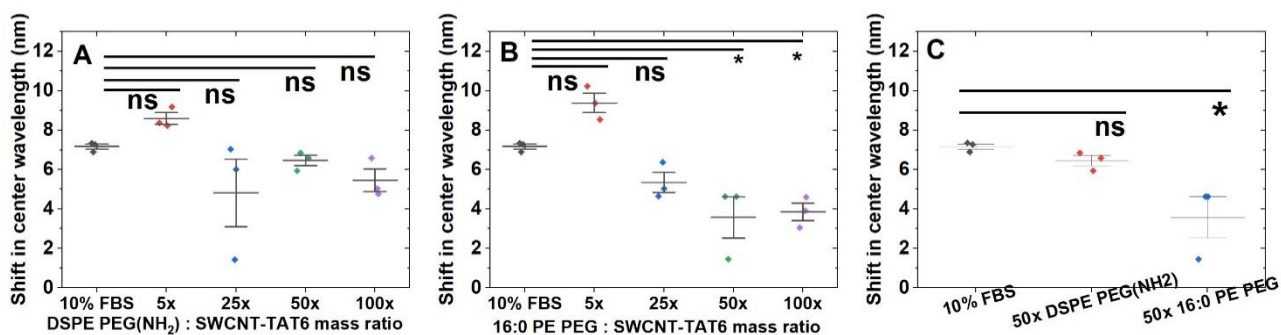 A
Shift in center wavelength (nm)
12
10
8
6
4
2
0
ns
ns
ns
ns
10% FBS 5x 25x 50x 100x
DSPE PEG(NH₂) : SWCNT-TAT6 mass ratio
B
Shift in center wavelength (nm)
12
10
8
6
4
2
0
ns
ns
*
*
10% FBS 5x 25x 50x 100x
16:0 PE PEG : SWCNT-TAT6 mass ratio
C
Shift in center wavelength (nm)
12
10
8
6
4
2
0
ns
*
10% FBS
50x DSPE PEG(NH2)
50x 16:0 PE PEG